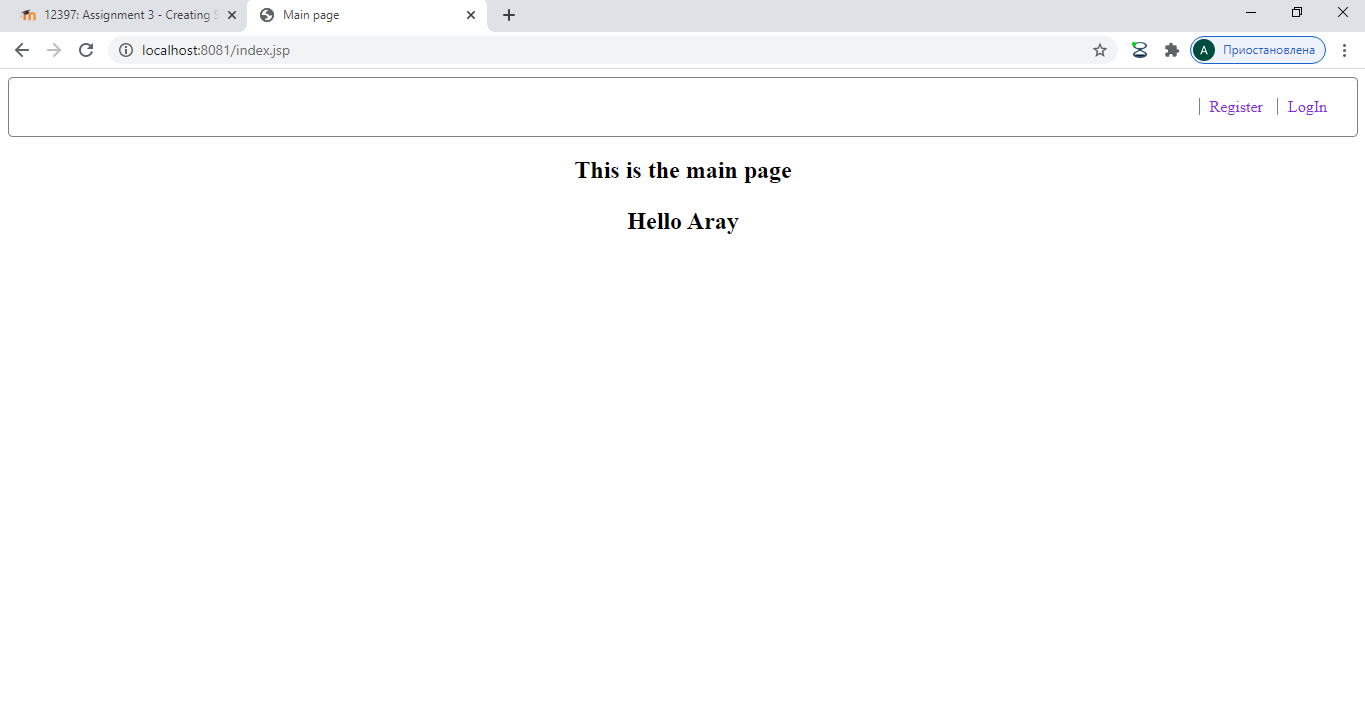 12397: Assignment 3 - Creating S
Main page
localhost:8081/index.jsp
A Приостановлена
Register LogIn
This is the main page
Hello Aray